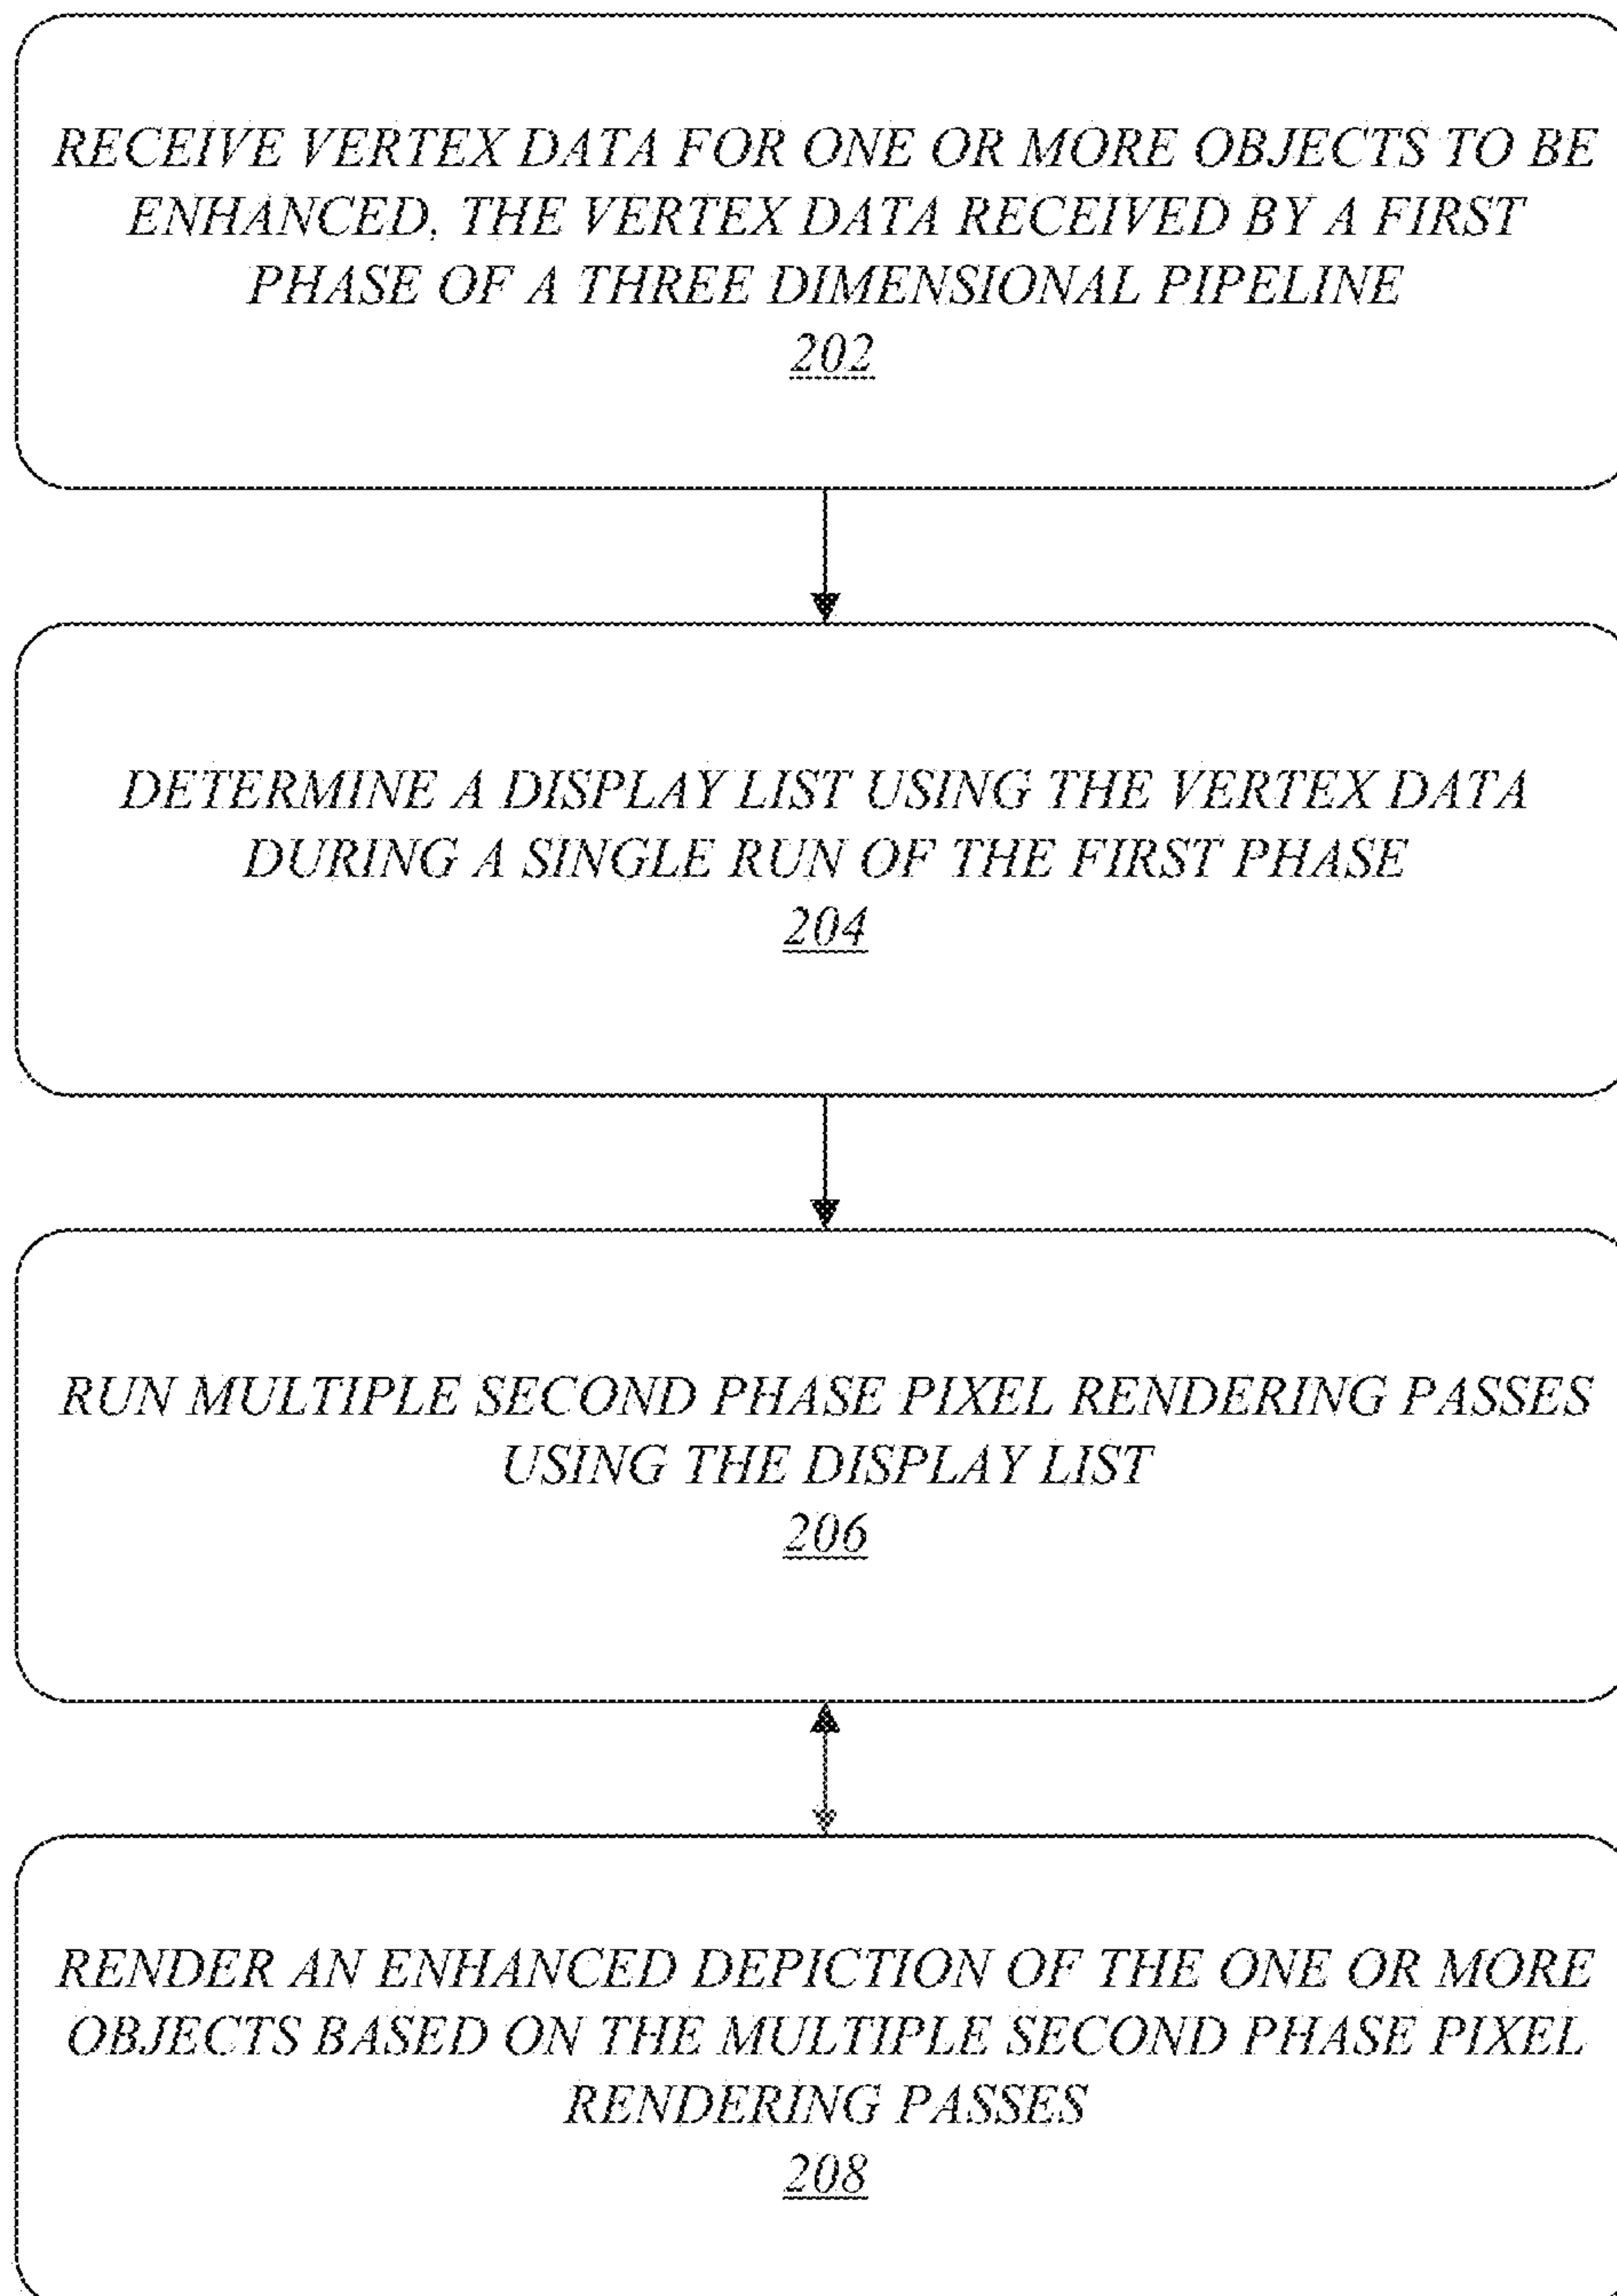 RECEIVE VERTEX DATA FOR ONE OR MORE OBJECTS TO BE
ENHANCED, THE VERTEX DATA RECEIVED BY A FIRST
PHASE OF A THREE DIMENSIONAL PIPELINE
202
DETERMINE A DISPLAY LIST USING THE VERTEX DATA
DURING A SINGLE RUN OF THE FIRST PHASE
204
RUN MULTIPLE SECOND PHASE PIXEL RENDERING PASSES
USING THE DISPLAY LIST
206
RENDER AN ENHANCED DEPICTION OF THE ONE OR MORE
OBJECTS BASED ON THE MULTIPLE SECOND PHASE PIXEL
RENDERING PASSES
208